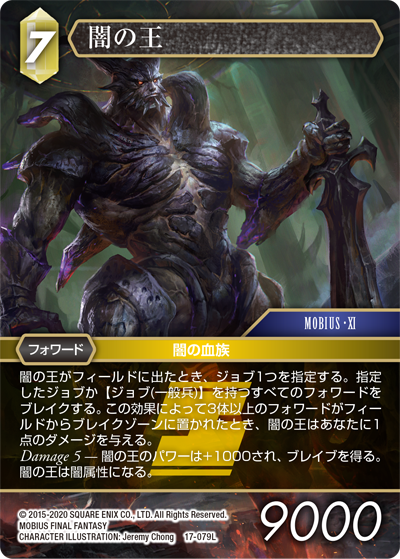 7
闇の王
MOBIUS・XI
フォワード
闇の血族
闇の王がフィールドに出たとき、ジョブ1つを指定する。指定
したジョブか【ジョブ(一般兵)】を持つすべてのフォワードを
ブレイクする。この効果によって3体以上のフォワードがフィー
ルドからブレイクゾーンに置かれたとき、闇の王はあなたに1
点のダメージを与える。
Damage 5 ― 闇の王のパワーは+1000され、ブレイブを得る。
闇の王は闇属性になる。
© 2015-2020 SQUARE ENIX CO., LTD. All Rights Reserved.
MOBIUS FINAL FANTASY
CHARACTER ILLUSTRATION: Jeremy Chong 17-079L
9000